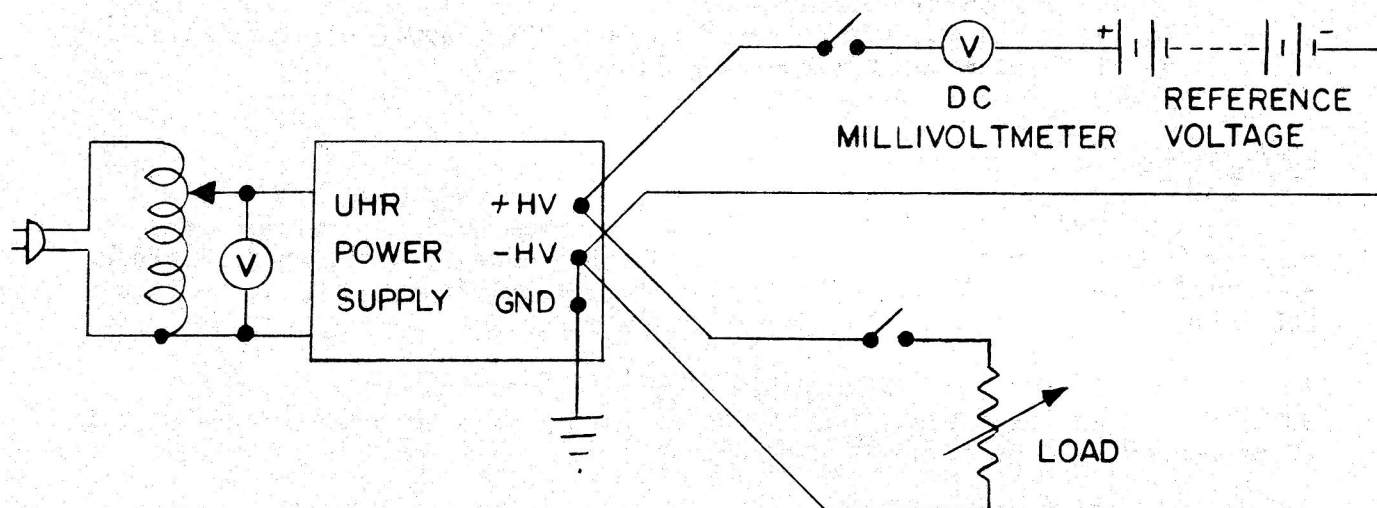 + -
V
DC REFERENCE
MILLIVOLTMETER VOLTAGE
UHR +HV
POWER -HV
V
SUPPLY GND
LOAD